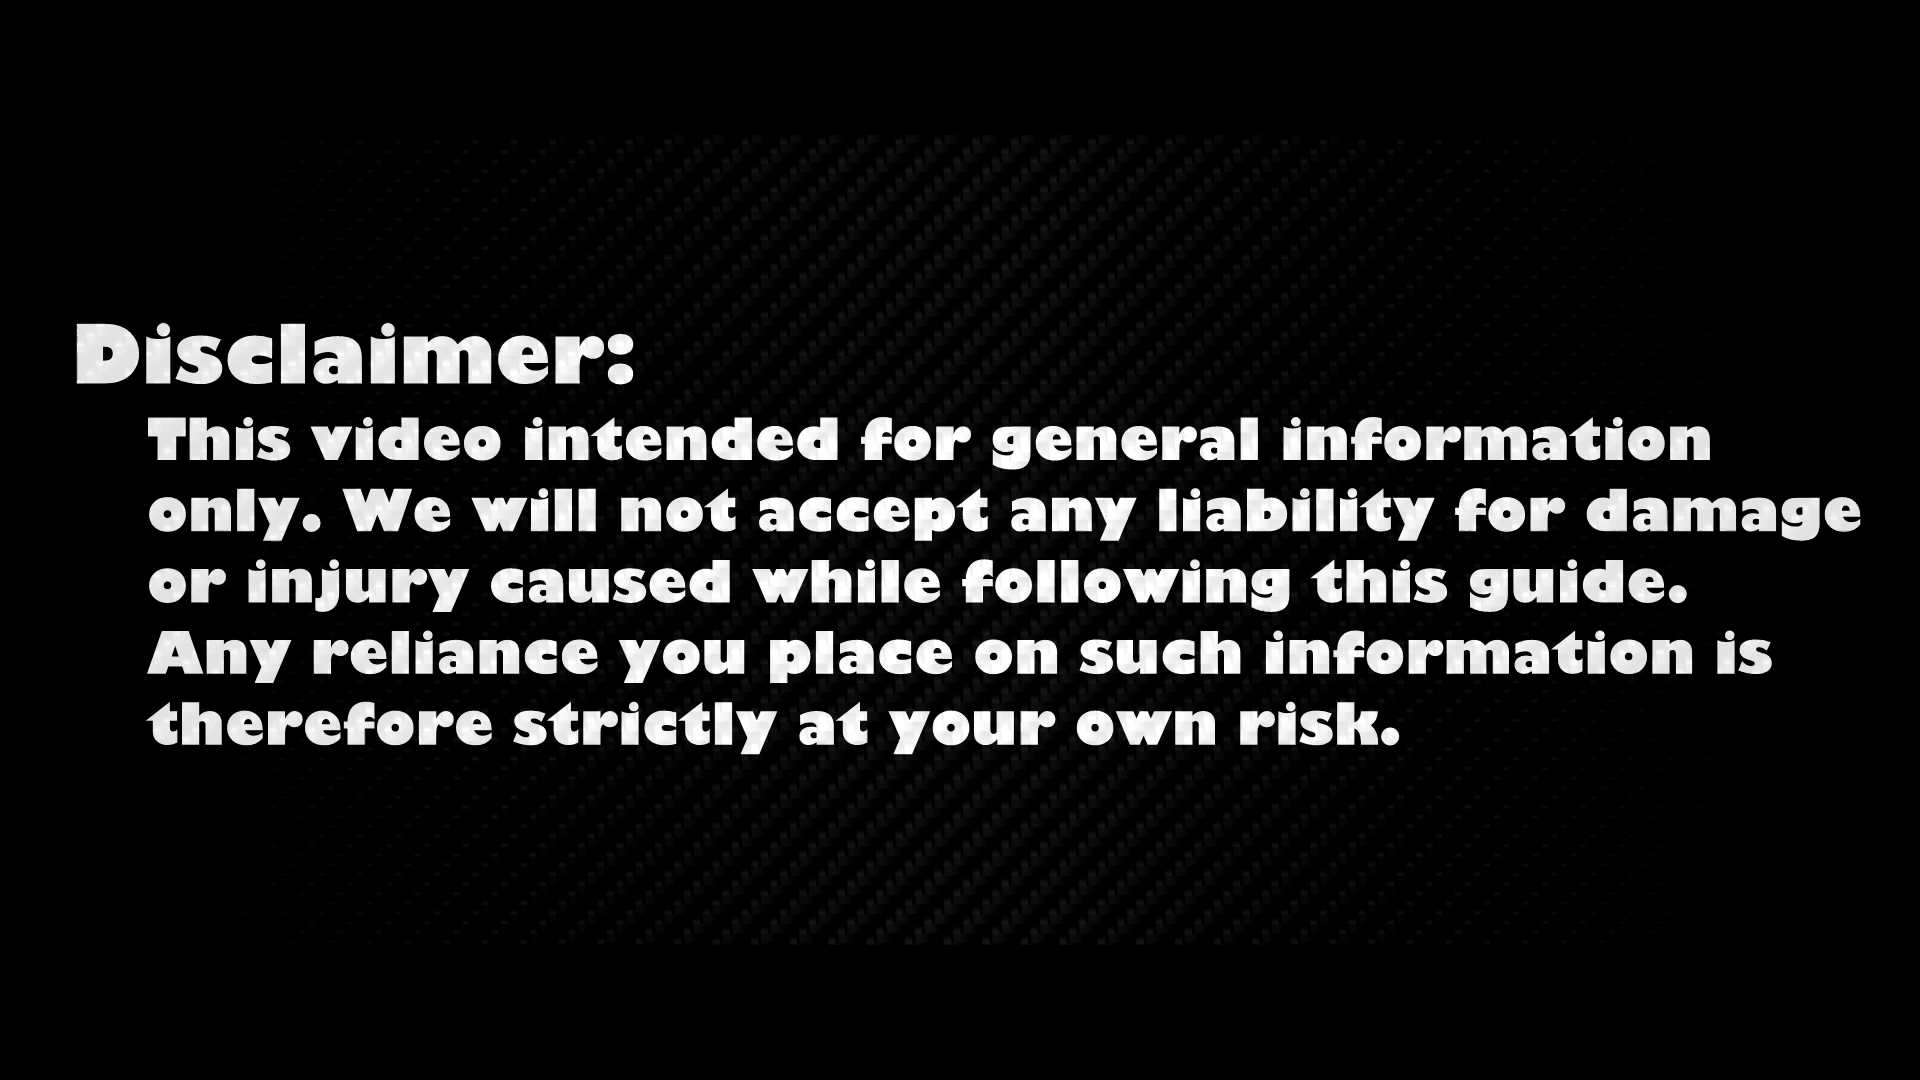 Disclaimer:
This video intended for general information
only. We will not accept any liability for damage
or injury caused while following this guide.
Any reliance you place on such information is
therefore strictly at your own risk.